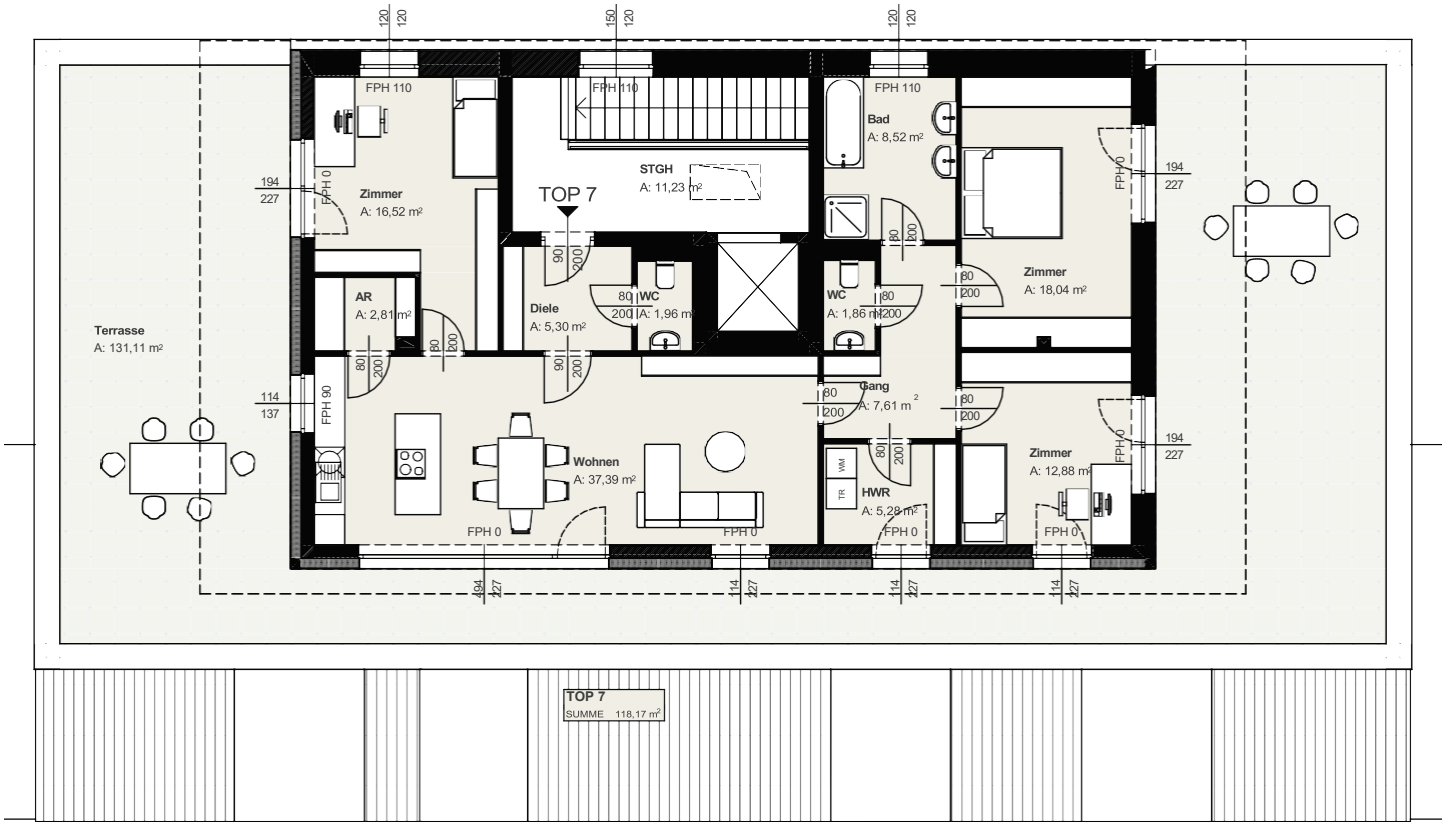 120 120
150 120
120 120
FPH 110
FPH 110
FPH 110
Bad
A: 8,52 m²
STGH
A: 11,23 m²
TOP 7
194
227
FPH 0
Zimmer
A: 16,52 m²
FPH 0
194
227
90
200
80
200
Zimmer
A: 18,04 m²
80
200
AR
A: 2,81 m²
Diele
A: 5,30 m²
80
200
WC
A: 1,96 m²
WC
A: 1,86 m²
80
200
Terrasse
A: 131,11 m²
80
200
80
200
90
200
114
137
FPH 90
80
200
Gang
A: 7,61 m²
80
200
FPH 0
194
227
Wohnen
A: 37,39 m²
80
200
WM
TR
HWR
A: 5,28 m²
Zimmer
A: 12,88 m²
FPH 0
FPH 0
FPH 0
FPH 0
494
227
114
227
114
227
114
227
TOP 7
SUMME 118,17 m²